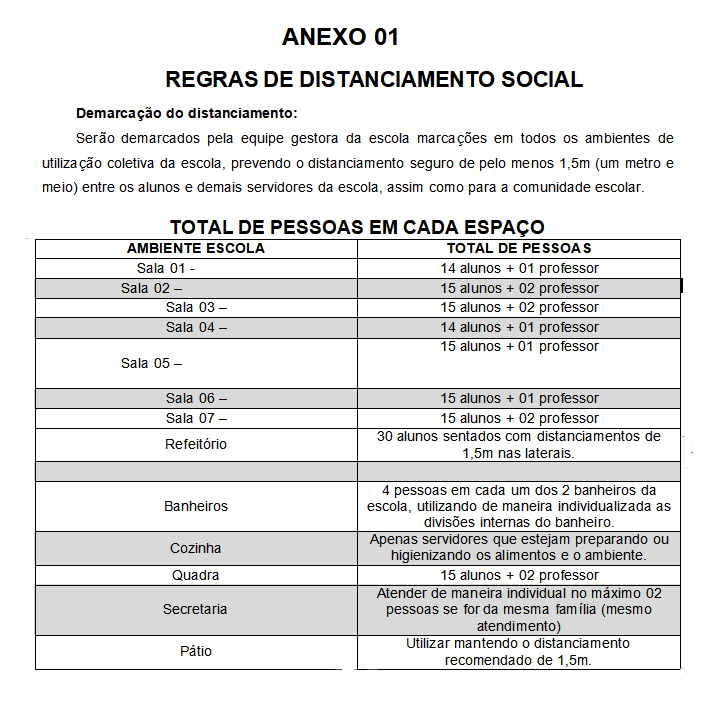 ANEXO 01
REGRAS DE DISTANCIAMENTO SOCIAL
Demarcação do distanciamento:
Serão demarcados pela equipe gestora da escola marcações em todos os ambientes de
utilização coletiva da escola, prevendo o distanciamento seguro de pelo menos 1,5m (um metro e
meio) entre os alunos e demais servidores da escola, assim como para a comunidade escolar.
TOTAL DE PESSOAS EM CADA ESPAÇO
AMBIENTE ESCOLA TOTAL DE PESSOAS
Sala 01 - 14 alunos + 01 professor
Sala 02 – 15 alunos + 02 professor
Sala 03 – 15 alunos + 02 professor
Sala 04 – 14 alunos + 01 professor
15 alunos + 01 professor
Sala 05 –
Sala 06 – 15 alunos + 01 professor
Sala 07 – 15 alunos + 02 professor
Refeitório
30 alunos sentados com distanciamentos de
1,5m nas laterais.
Banheiros
4 pessoas em cada um dos 2 banheiros da
escola, utilizando de maneira individualizada as
divisões internas do banheiro.
Cozinha
Apenas servidores que estejam preparando ou
higienizando os alimentos e o ambiente.
Quadra 15 alunos + 02 professor
Secretaria
Atender de maneira individual no máximo 02
pessoas se for da mesma família (mesmo
atendimento)
Pátio
Utilizar mantendo o distanciamento
recomendado de 1,5m.